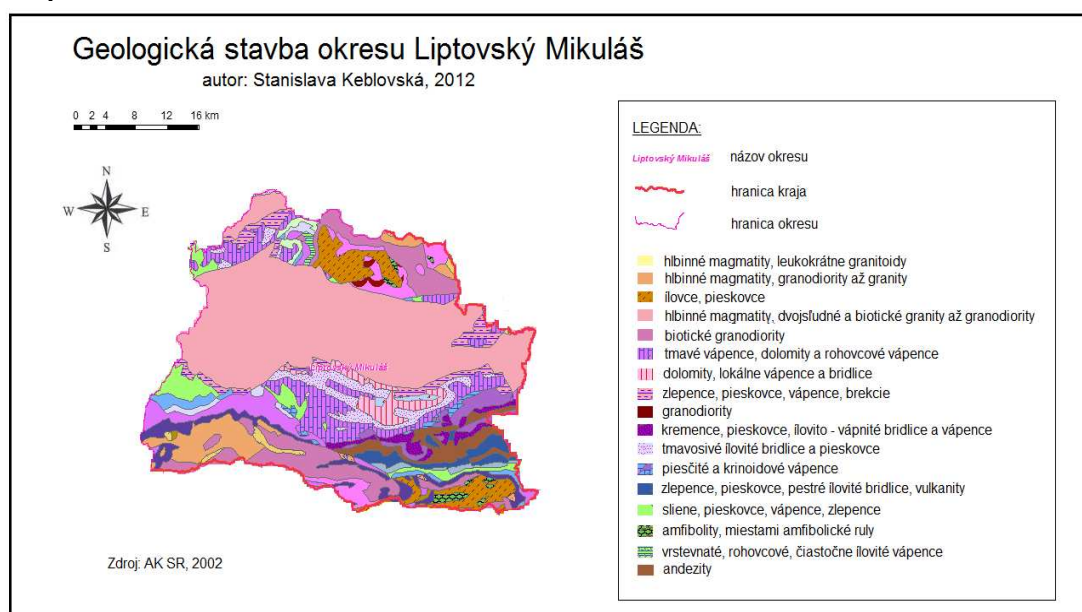 Geologická stavba okresu Liptovský Mikuláš
autor: Stanislava Keblovská, 2012
0 2 4 8 12 16 km
N
W E
S
Liptovský Mikuláš
Zdroj: AK SR, 2002
LEGENDA:
Liptovský Mikuláš názov okresu
hranica kraja
hranica okresu
hlbinné magmatity, leukokrátne granitoidy
hlbinné magmatity, granodiority až granity
ílovce, pieskovce
hlbinné magmatity, dvojsľudné a biotické granity až granodiority
biotické granodiority
tmavé vápence, dolomity a rohovcové vápence
dolomity, lokálne vápence a bridlice
zlepence, pieskovce, vápence, brekcie
granodiority
kremence, pieskovce, ílovito - vápnité bridlice a vápence
tmavosivé ílovité bridlice a pieskovce
piesčité a krinoidové vápence
zlepence, pieskovce, pestré ílovité bridlice, vulkanity
sliene, pieskovce, vápence, zlepence
amfibolity, miestami amfibolické ruly
vrstevnaté, rohovcové, čiastočne ílovité vápence
andezity